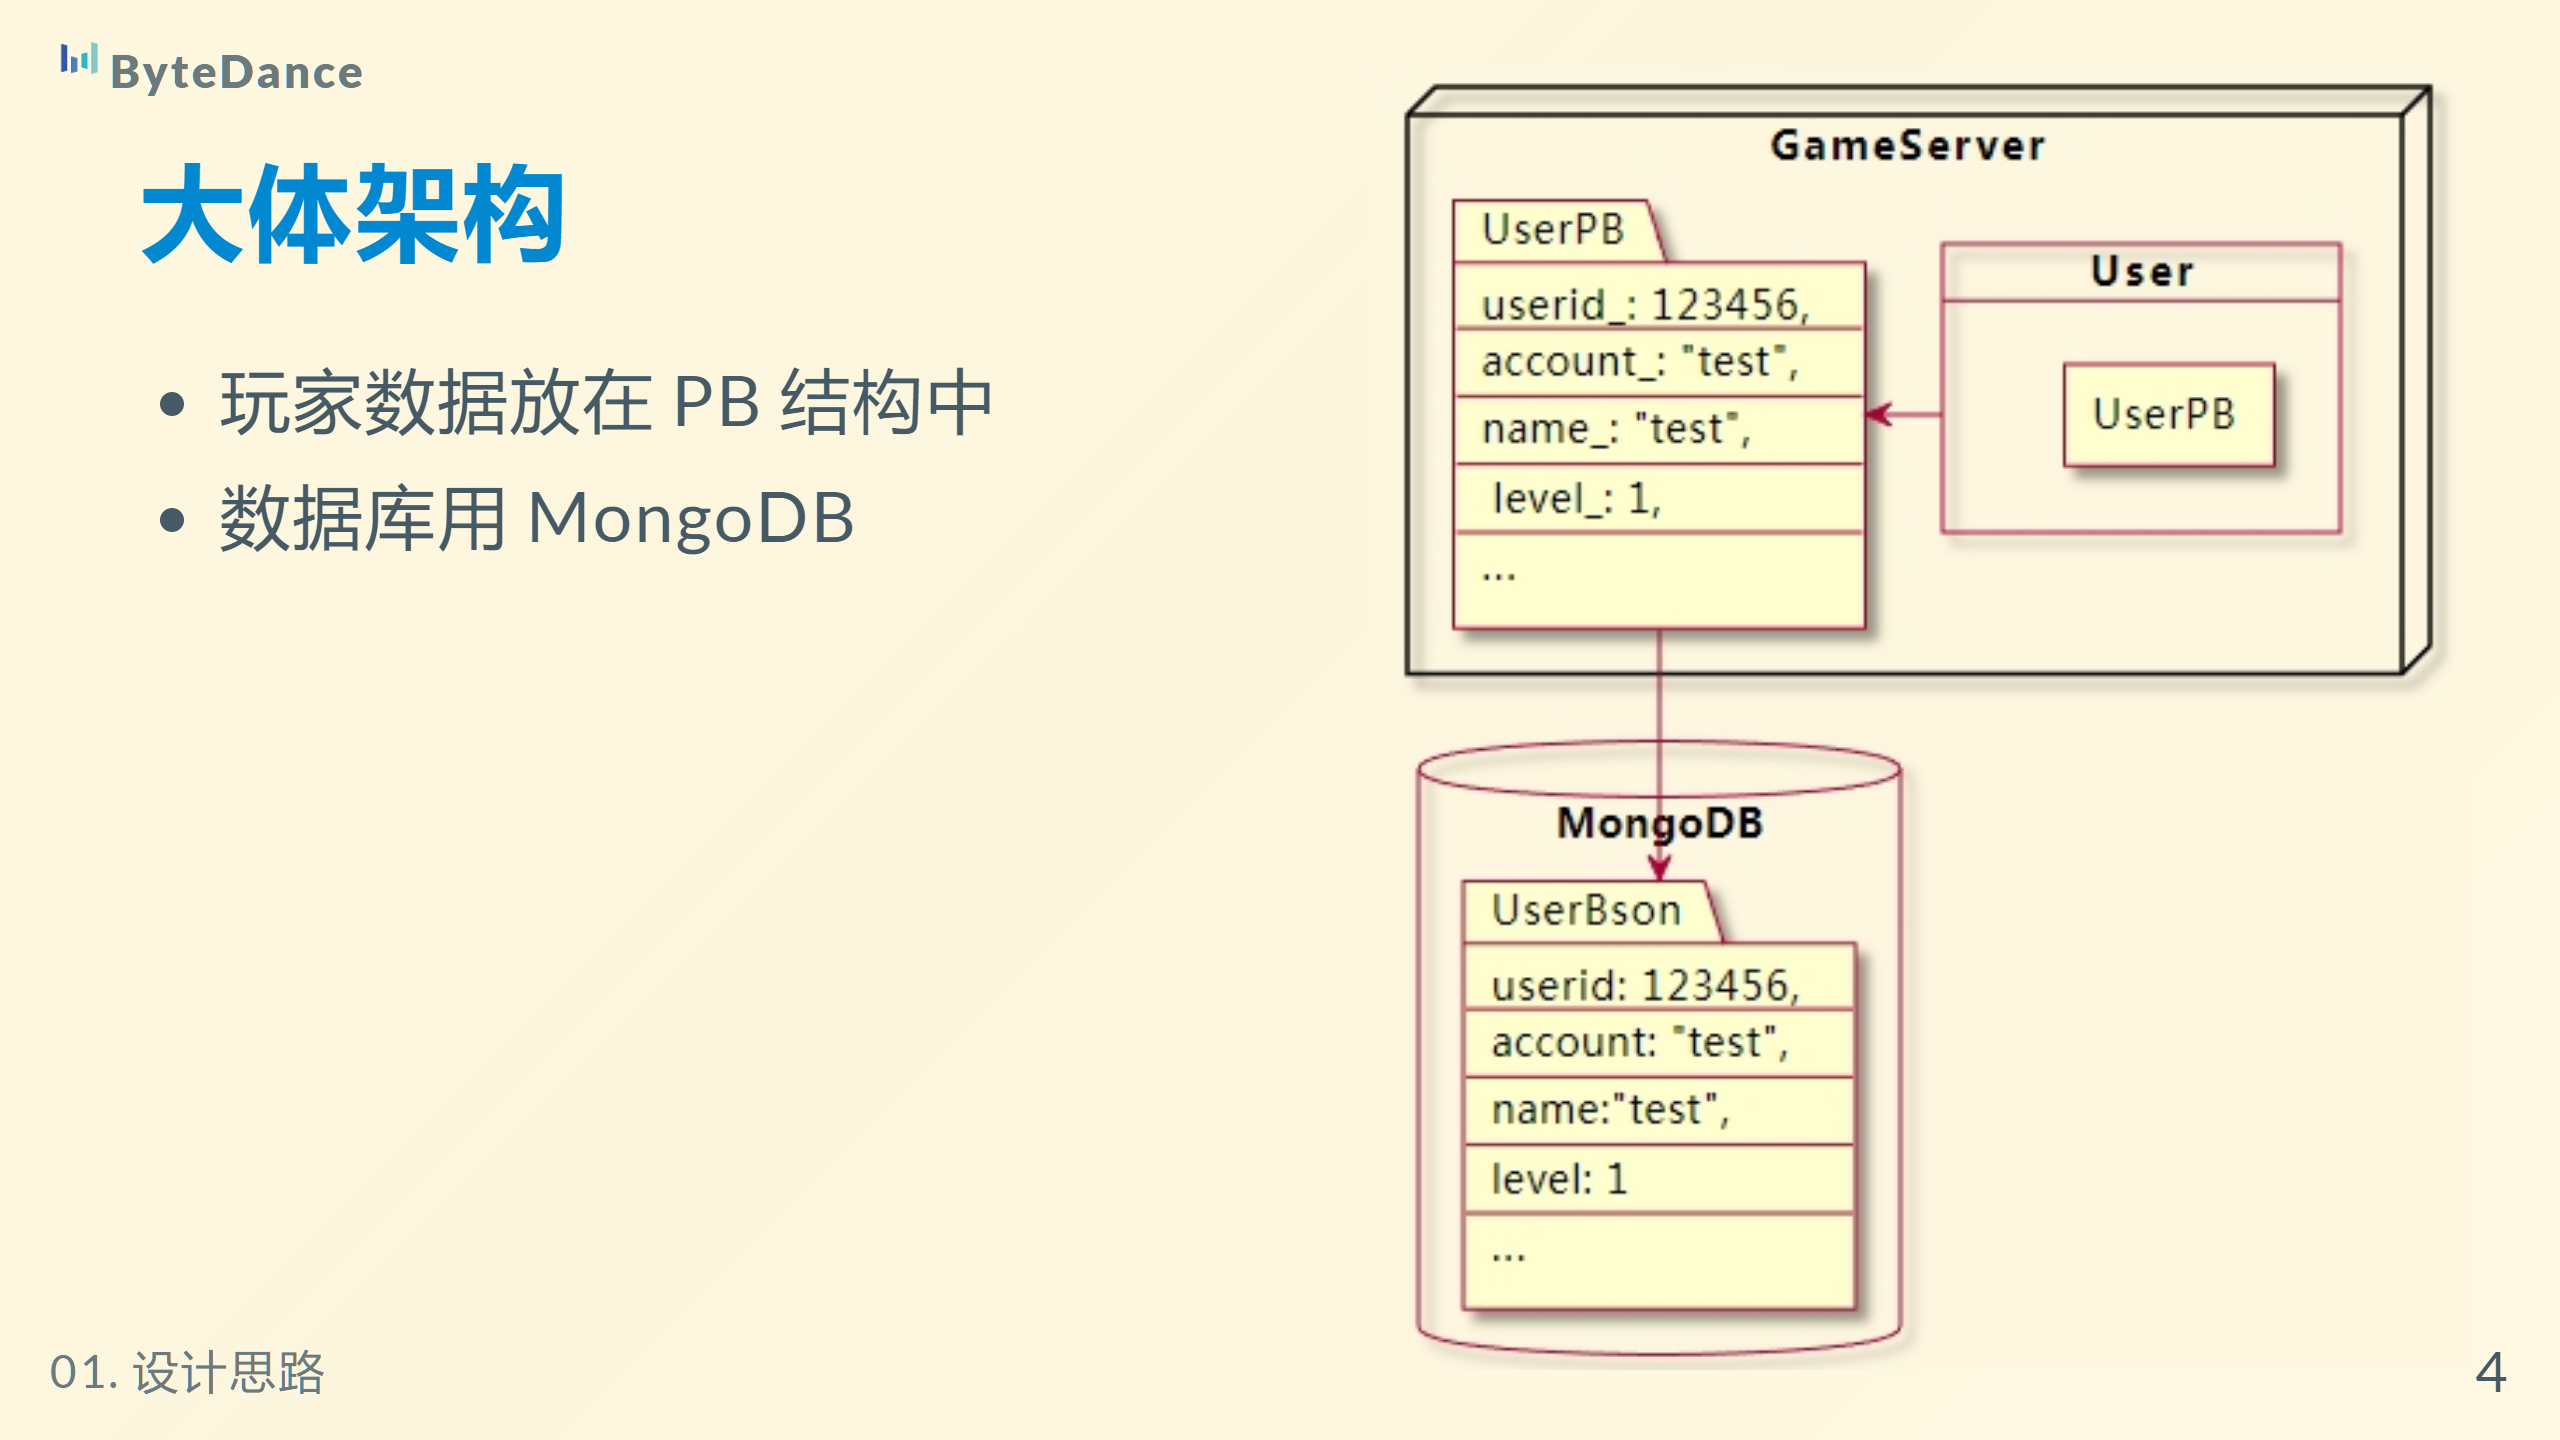 ByteDance
大体架构
• 玩家数据放在 PB 结构中
• 数据库用 MongoDB
GameServer
UserPB
userid_: 123456,
account_: "test",
name_: "test",
level_: 1,
...
User
UserPB
MongoDB
UserBson
userid: 123456,
account: "test",
name:"test",
level: 1
...
01. 设计思路
4